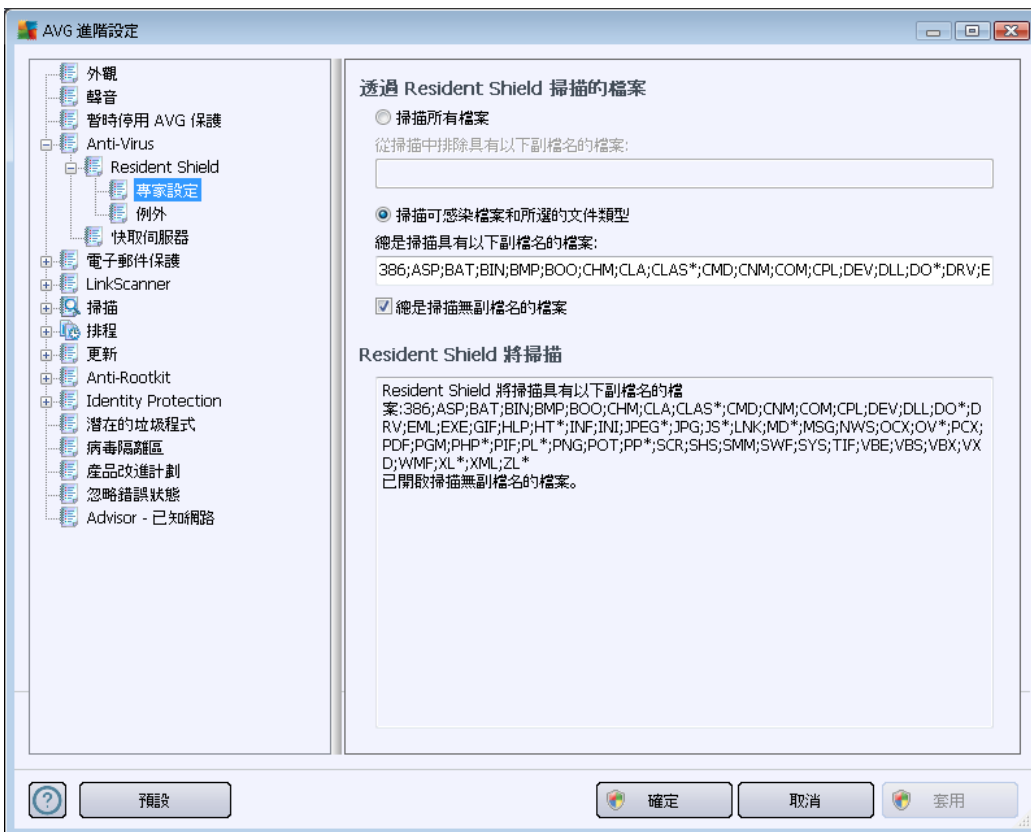 AVG 進階設定
外觀
聲音
暫時停用 AVG 保護
Anti-Virus
Resident Shield
專家設定
例外
快取伺服器
電子郵件保護
LinkScanner
掃描
排程
更新
Anti-Rootkit
Identity Protection
潛在的垃圾程式
病毒隔離區
產品改進計劃
忽略錯誤狀態
Advisor - 已知網路
透過 Resident Shield 掃描的檔案
掃描所有檔案
從掃描中排除具有以下副檔名的檔案:
掃描可感染檔案和所選的文件類型
總是掃描具有以下副檔名的檔案:
386;ASP;BAT;BIN;BMP;BOO;CHM;CLA;CLAS*;CMD;CNM;COM;CPL;DEV;DLL;DO*;DRV;E
總是掃描無副檔名的檔案
Resident Shield 將掃描
Resident Shield 將掃描具有以下副檔名的檔
案:386;ASP;BAT;BIN;BMP;BOO;CHM;CLA;CLAS*;CMD;CNM;COM;CPL;DEV;DLL;DO*;D
RV;EML;EXE;GIF;HLP;HT*;INF;INI;JPEG*;JPG;JS*;LNK;MD*;MSG;NWS;OCX;OV*;PCX;
PDF;PGM;PHP*;PIF;PL*;PNG;POT;PP*;SCR;SHS;SMM;SWF;SYS;TIF;VBE;VBS;VBX;VX
D;WMF;XL*;XML;ZL*
已開啟掃描無副檔名的檔案。
預設
確定
取消
套用